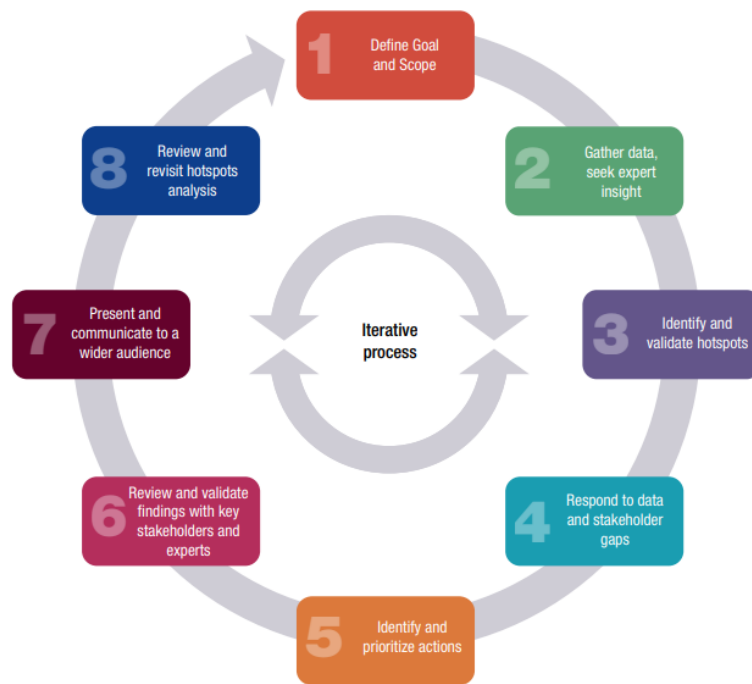 1
Define Goal
and Scope
2
Gather data,
seek expert
insight
3
Identify and
validate hotspots
4
Respond to data
and stakeholder
gaps
5
Identify and
prioritize actions
6
Review and validate
findings with key
stakeholders and
experts
7
Present and
communicate to a
wider audience
8
Review and
revisit hotspots
analysis
Iterative
process